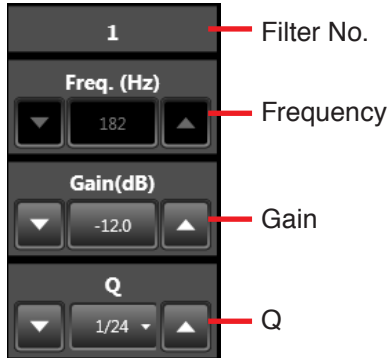 1
Filter No.
Freq. (Hz)
182
Frequency
Gain(dB)
-12.0
Gain
Q
1/24
Q